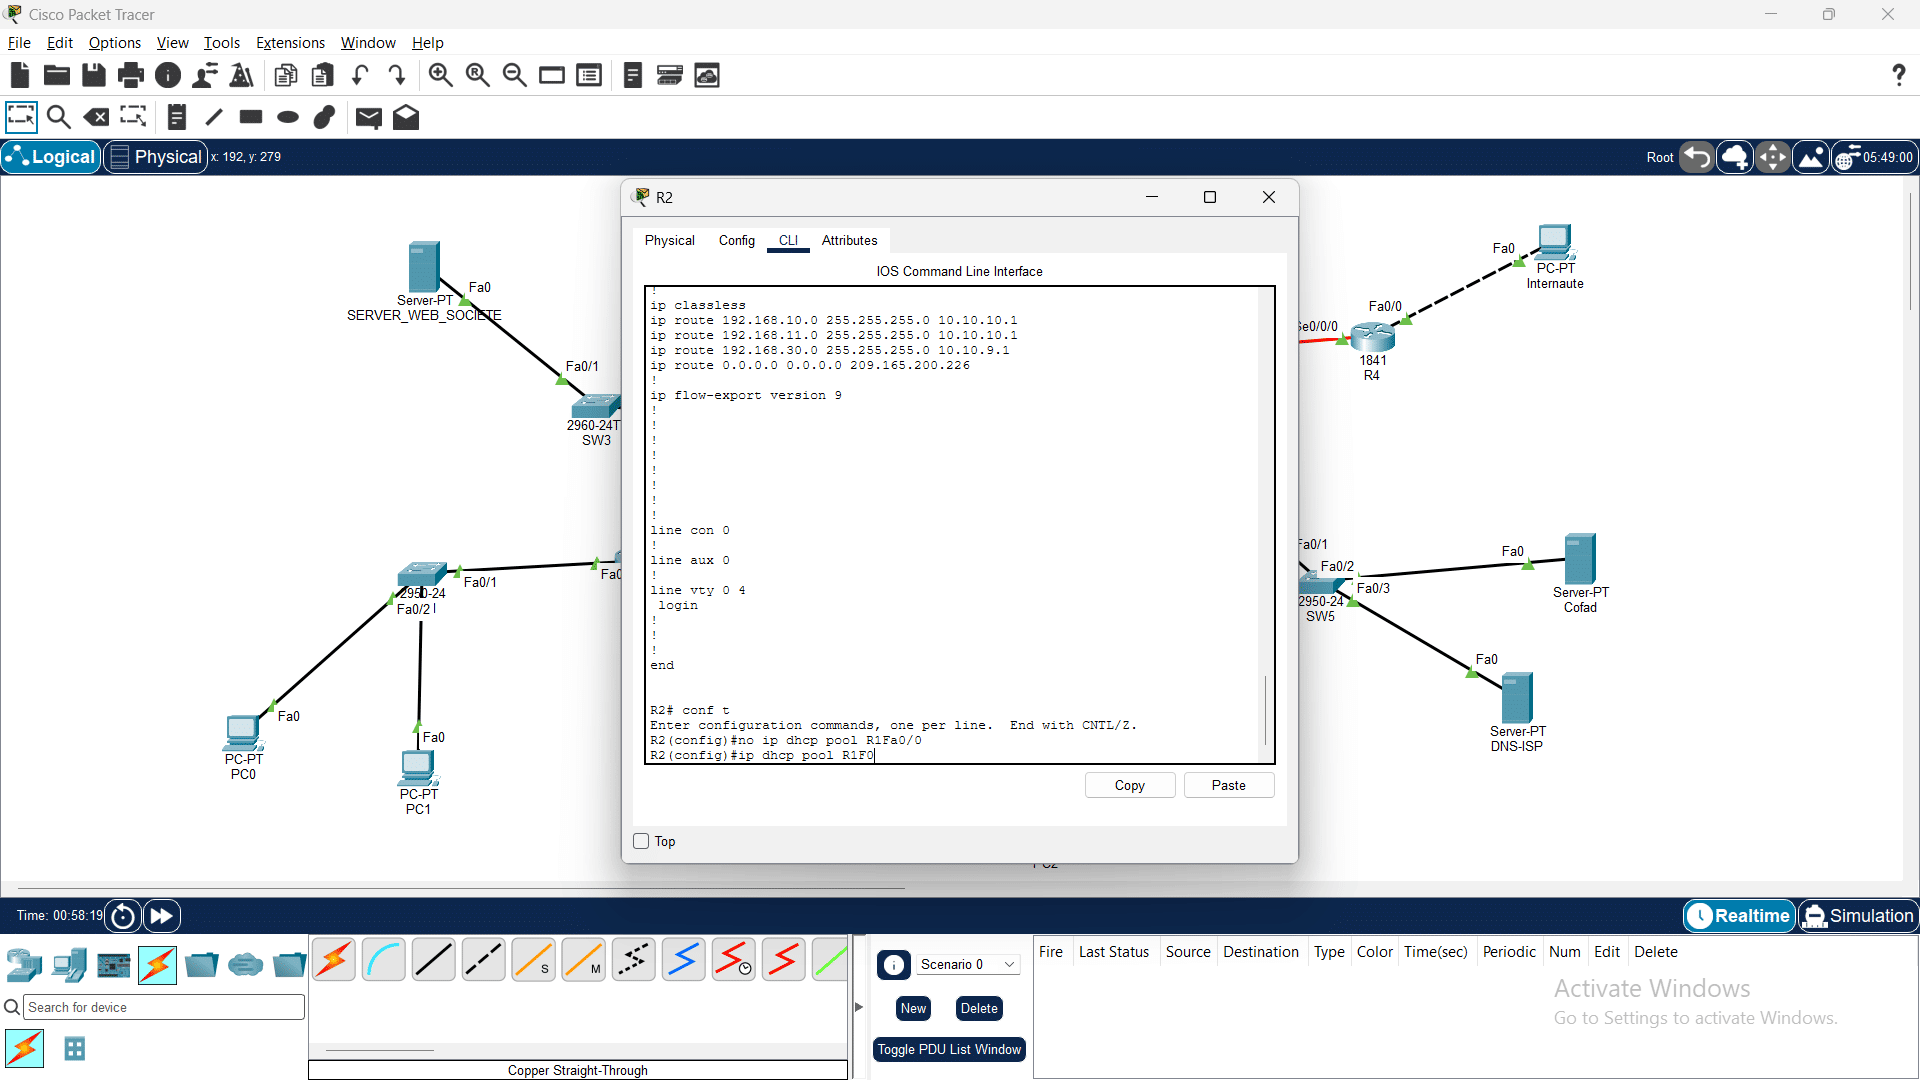 Cisco Packet Tracer
File Edit Options View Tools Extensions Window Help
Logical Physical x: 192, y: 279
Root 05:49:00
Fa0
Server-PT
SERVER_WEB_SOCIETE
Fa0/1
2960-24T
SW3
2950-24
Fa0/1
Fa0/2
Fa0
PC-PT
PC0
Fa0
PC-PT
PC1
R2
Physical Config CLI Attributes
IOS Command Line Interface
!
ip classless
ip route 192.168.10.0 255.255.255.0 10.10.10.1
ip route 192.168.11.0 255.255.255.0 10.10.10.1
ip route 192.168.30.0 255.255.255.0 10.10.9.1
ip route 0.0.0.0 0.0.0.0 209.165.200.226
!
ip flow-export version 9
!
!
!
!
!
!
!
!
line con 0
!
line aux 0
!
line vty 0 4
login
!
!
!
end
R2# conf t
Enter configuration commands, one per line. End with CNTL/Z.
R2(config)#no ip dhcp pool R1Fa0/0
R2(config)#ip dhcp pool R1F0
Copy Paste
Top
Fa0
PC-PT
Internaute
Fa0/0
Se0/0/0
1841
R4
Fa0/1
Fa0/2
Fa0/3
2950-24
SW5
Fa0
Server-PT
Cofad
Fa0
Server-PT
DNS-ISP
Time: 00:58:19
Realtime Simulation
Search for device
S
M
Copper Straight-Through
Scenario 0
New Delete
Toggle PDU List Window
Fire Last Status Source Destination Type Color Time(sec) Periodic Num Edit Delete
Activate Windows
Go to Settings to activate Windows.